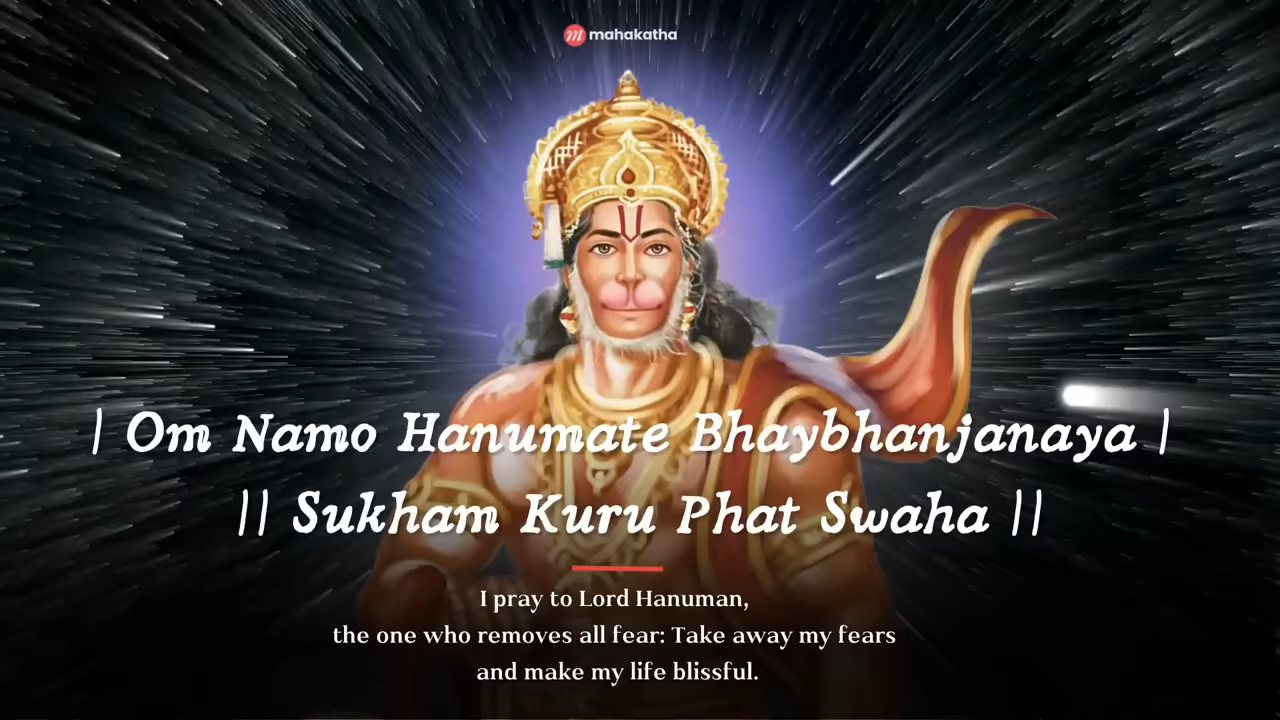 mahakatha
| Om Namo Hanumate Bhaybhanjanaya |
|| Sukham Kuru Phat Swaha ||
I pray to Lord Hanuman,
the one who removes all fear: Take away my fears
and make my life blissful.